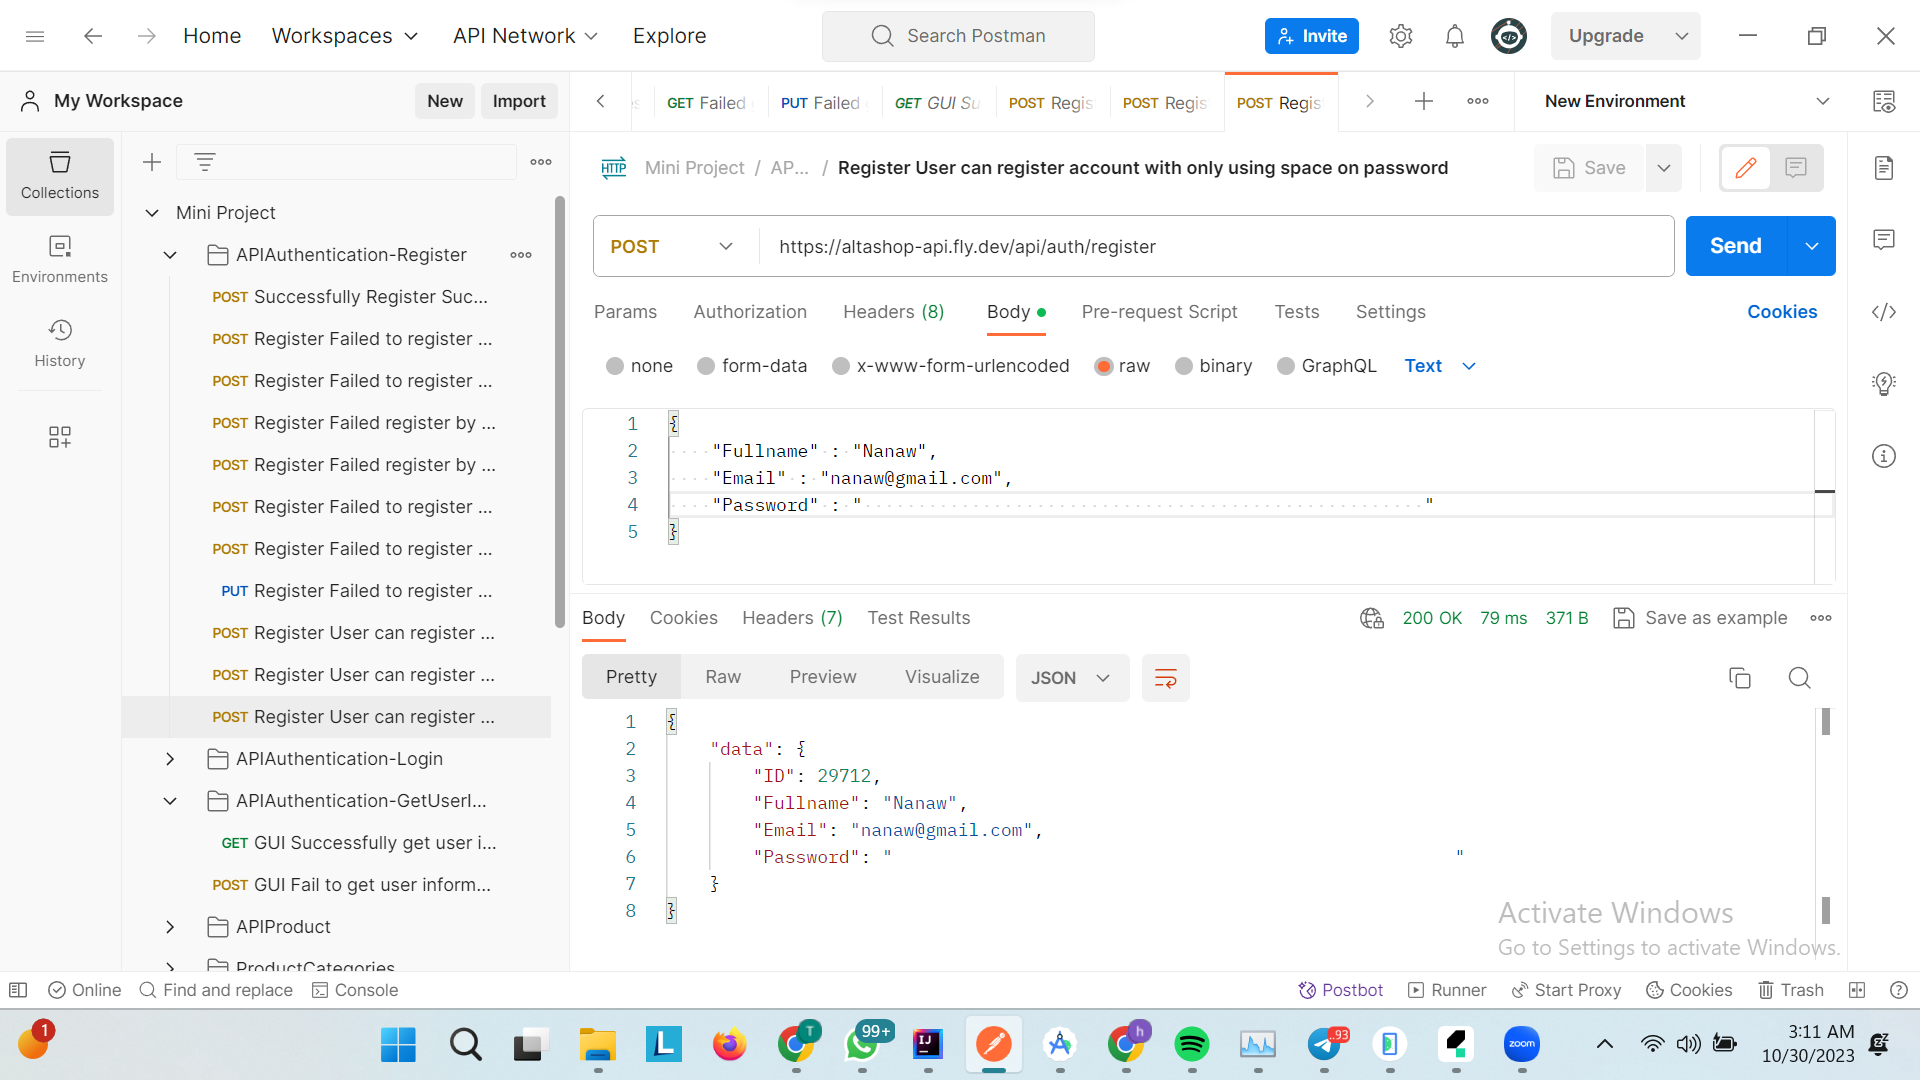 Home
Workspaces
API Network
Explore
Search Postman
Invite
Upgrade
My Workspace
New
Import
GET Failed
PUT Failed
GET GUI Su
POST Regis
POST Regis
POST Regis
New Environment
Collections
Environments
History
Mini Project
APIAuthentication-Register
POST Successfully Register Suc...
POST Register Failed to register ...
POST Register Failed to register ...
POST Register Failed register by ...
POST Register Failed register by ...
POST Register Failed to register ...
POST Register Failed to register ...
PUT Register Failed to register ...
POST Register User can register ...
POST Register User can register ...
POST Register User can register ...
APIAuthentication-Login
APIAuthentication-GetUserI...
GET GUI Successfully get user i...
POST GUI Fail to get user inform...
APIProduct
ProductCategories
HTTP Mini Project / AP... / Register User can register account with only using space on password
Save
POST
https://altashop-api.fly.dev/api/auth/register
Send
Params
Authorization
Headers (8)
Body
Pre-request Script
Tests
Settings
Cookies
none
form-data
x-www-form-urlencoded
raw
binary
GraphQL
Text
1 {
2 "Fullname" : "Nanaw",
3 "Email" : "nanaw@gmail.com",
4 "Password" : " "
5 }
Body
Cookies
Headers (7)
Test Results
200 OK
79 ms
371 B
Save as example
Pretty
Raw
Preview
Visualize
JSON
1 {
2 "data": {
3 "ID": 29712,
4 "Fullname": "Nanaw",
5 "Email": "nanaw@gmail.com",
6 "Password": " "
7 }
8 }
Activate Windows
Go to Settings to activate Windows.
Online
Find and replace
Console
Postbot
Runner
Start Proxy
Cookies
Trash
1
L
T
99+
IJ
h
..93
zoom
3:11 AM
10/30/2023